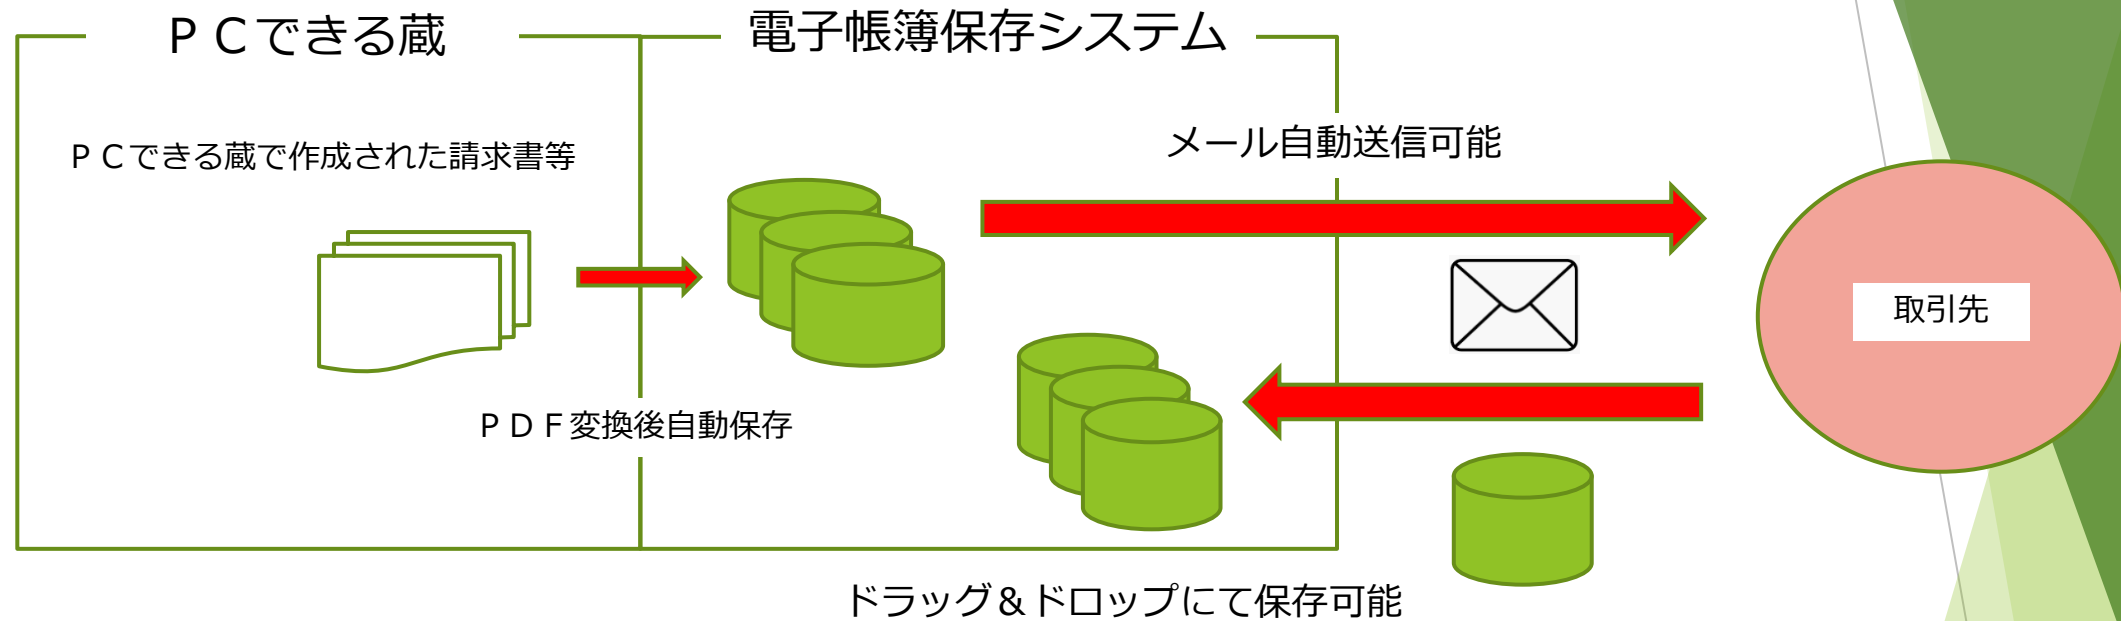 ＰＣできる蔵
電子帳簿保存システム
メール自動送信可能
ＰＣできる蔵で作成された請求書等
取引先
ＰＤＦ変換後自動保存
ドラッグ＆ドロップにて保存可能